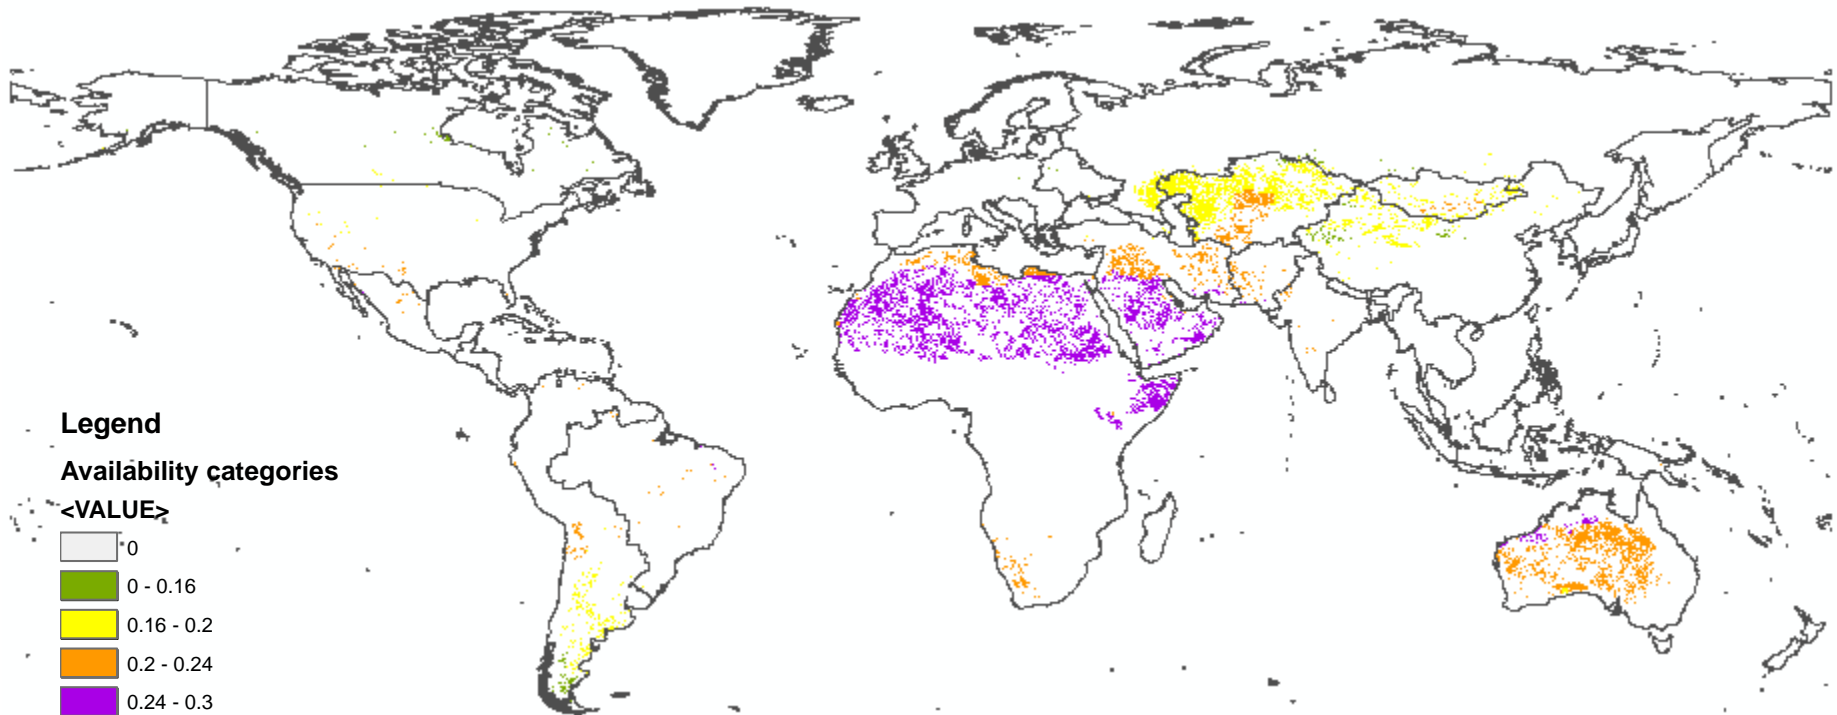 Legend
Availability categories
<VALUE>
0
0 - 0.16
0.16 - 0.2
0.2 - 0.24
0.24 - 0.3